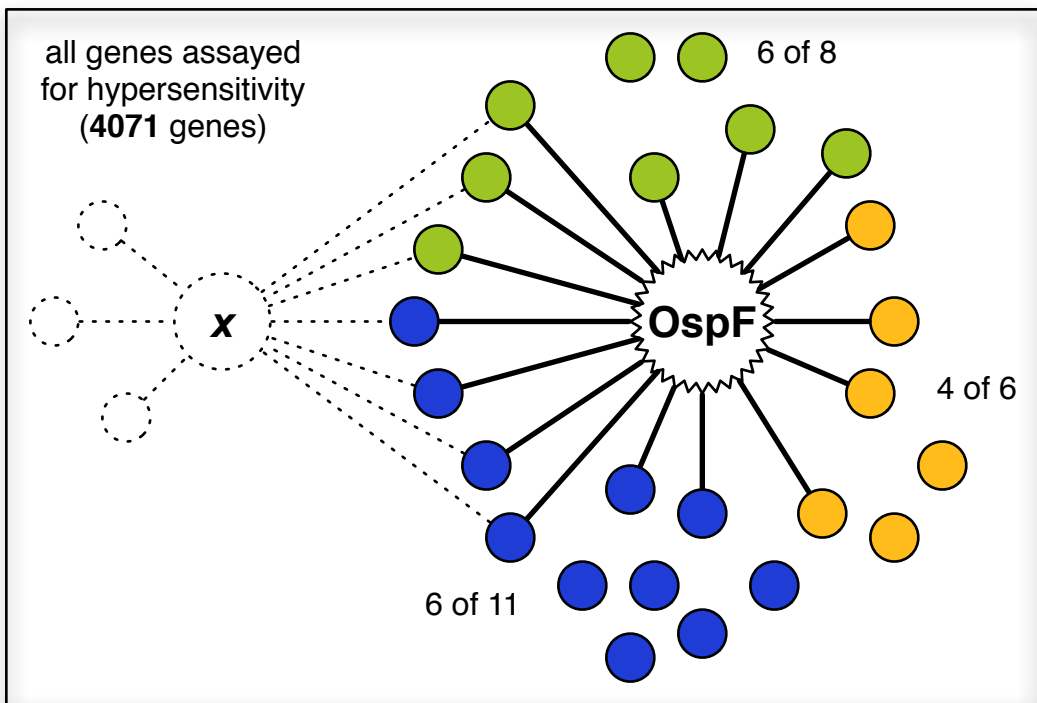 all genes assayed
for hypersensitivity
(4071 genes)
6 of 8
x
OspF
4 of 6
6 of 11